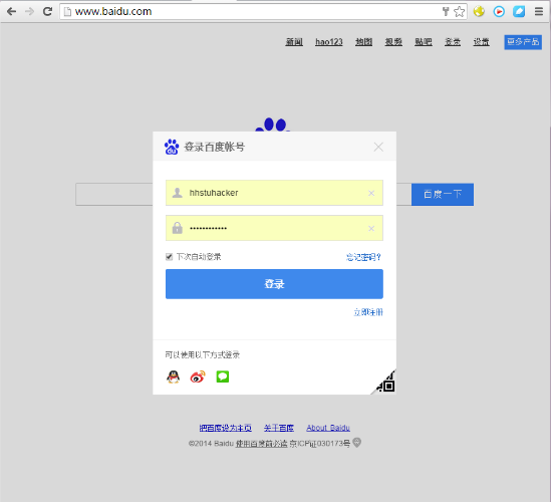 www.baidu.com
新闻 hao123 地图 视频 贴吧 登录 设置 更多产品
登录百度帐号
hhstuhacker
••••••••••••
百度一下
下次自动登录 忘记密码?
登录
立即注册
可以使用以下方式登录
把百度设为主页 关于百度 About Baidu
©2014 Baidu 使用百度前必读 京ICP证030173号